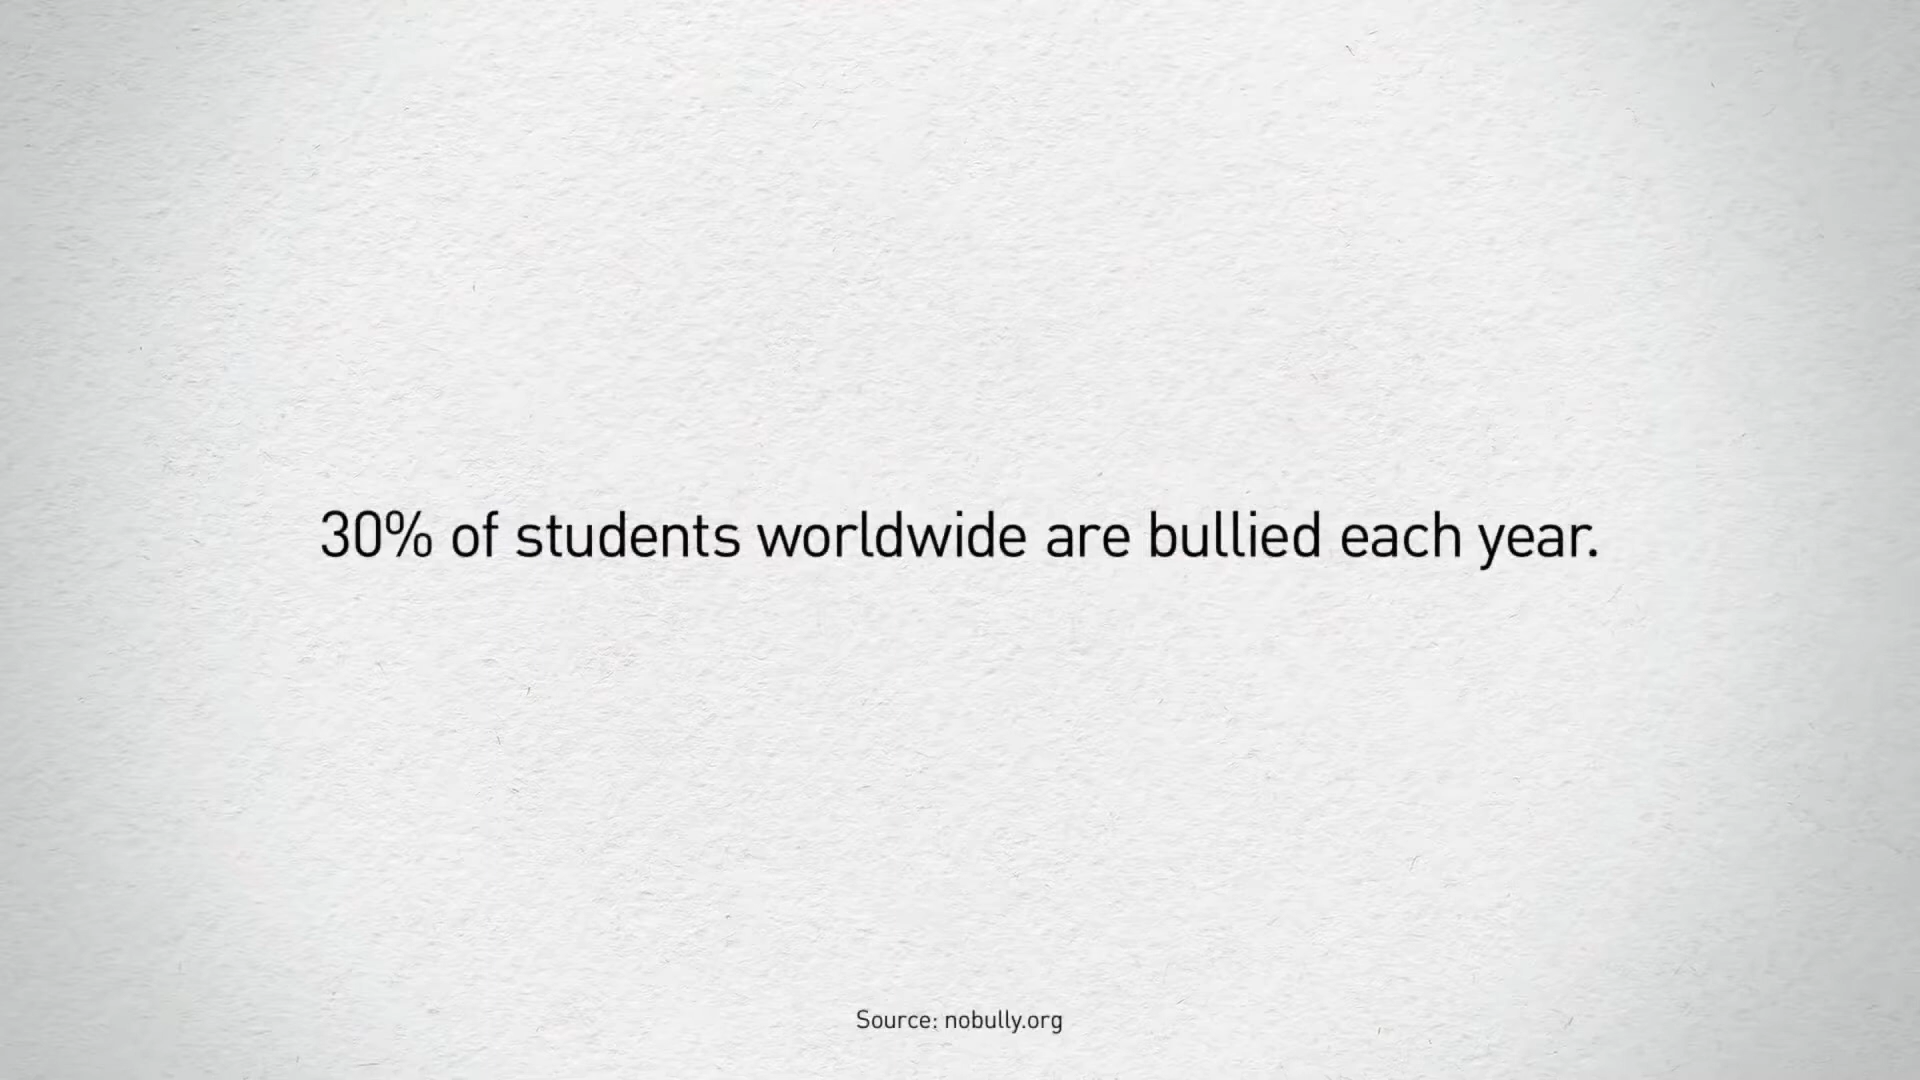 30% of students worldwide are bullied each year.
Source: nobully.org